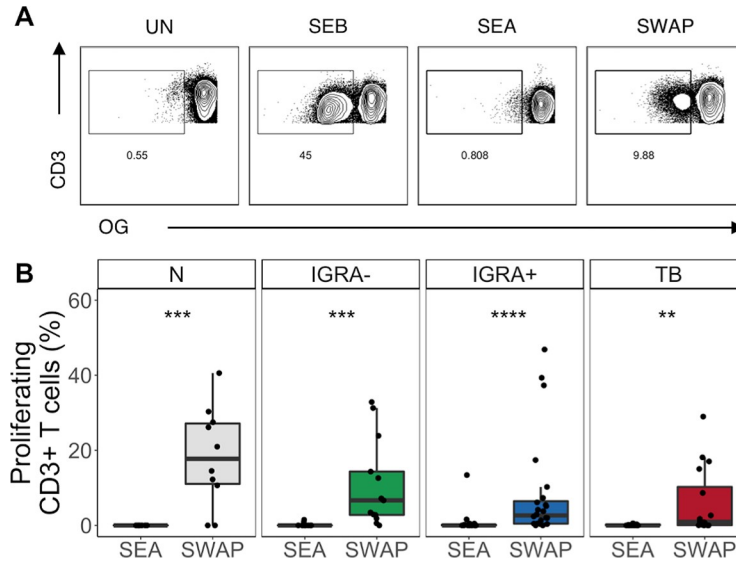 A
UN SEB SEA SWAP
CD3
0.55 45 0.808 9.88
OG
B
N IGRA- IGRA+ TB
Proliferating
CD3+ T cells (%)
60
40
20
0
*** *** **** **
SEA SWAP SEA SWAP SEA SWAP SEA SWAP